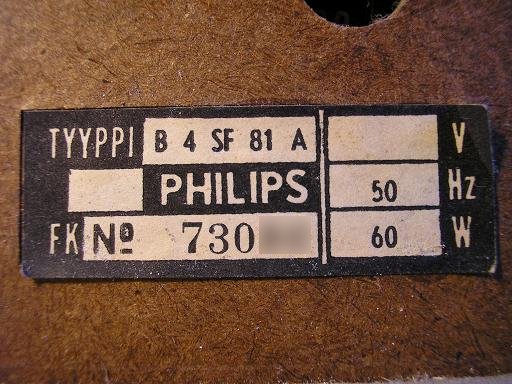 TYYPPI B 4 SF 81 A V
PHILIPS 50 Hz
FK Nº 730 60 W